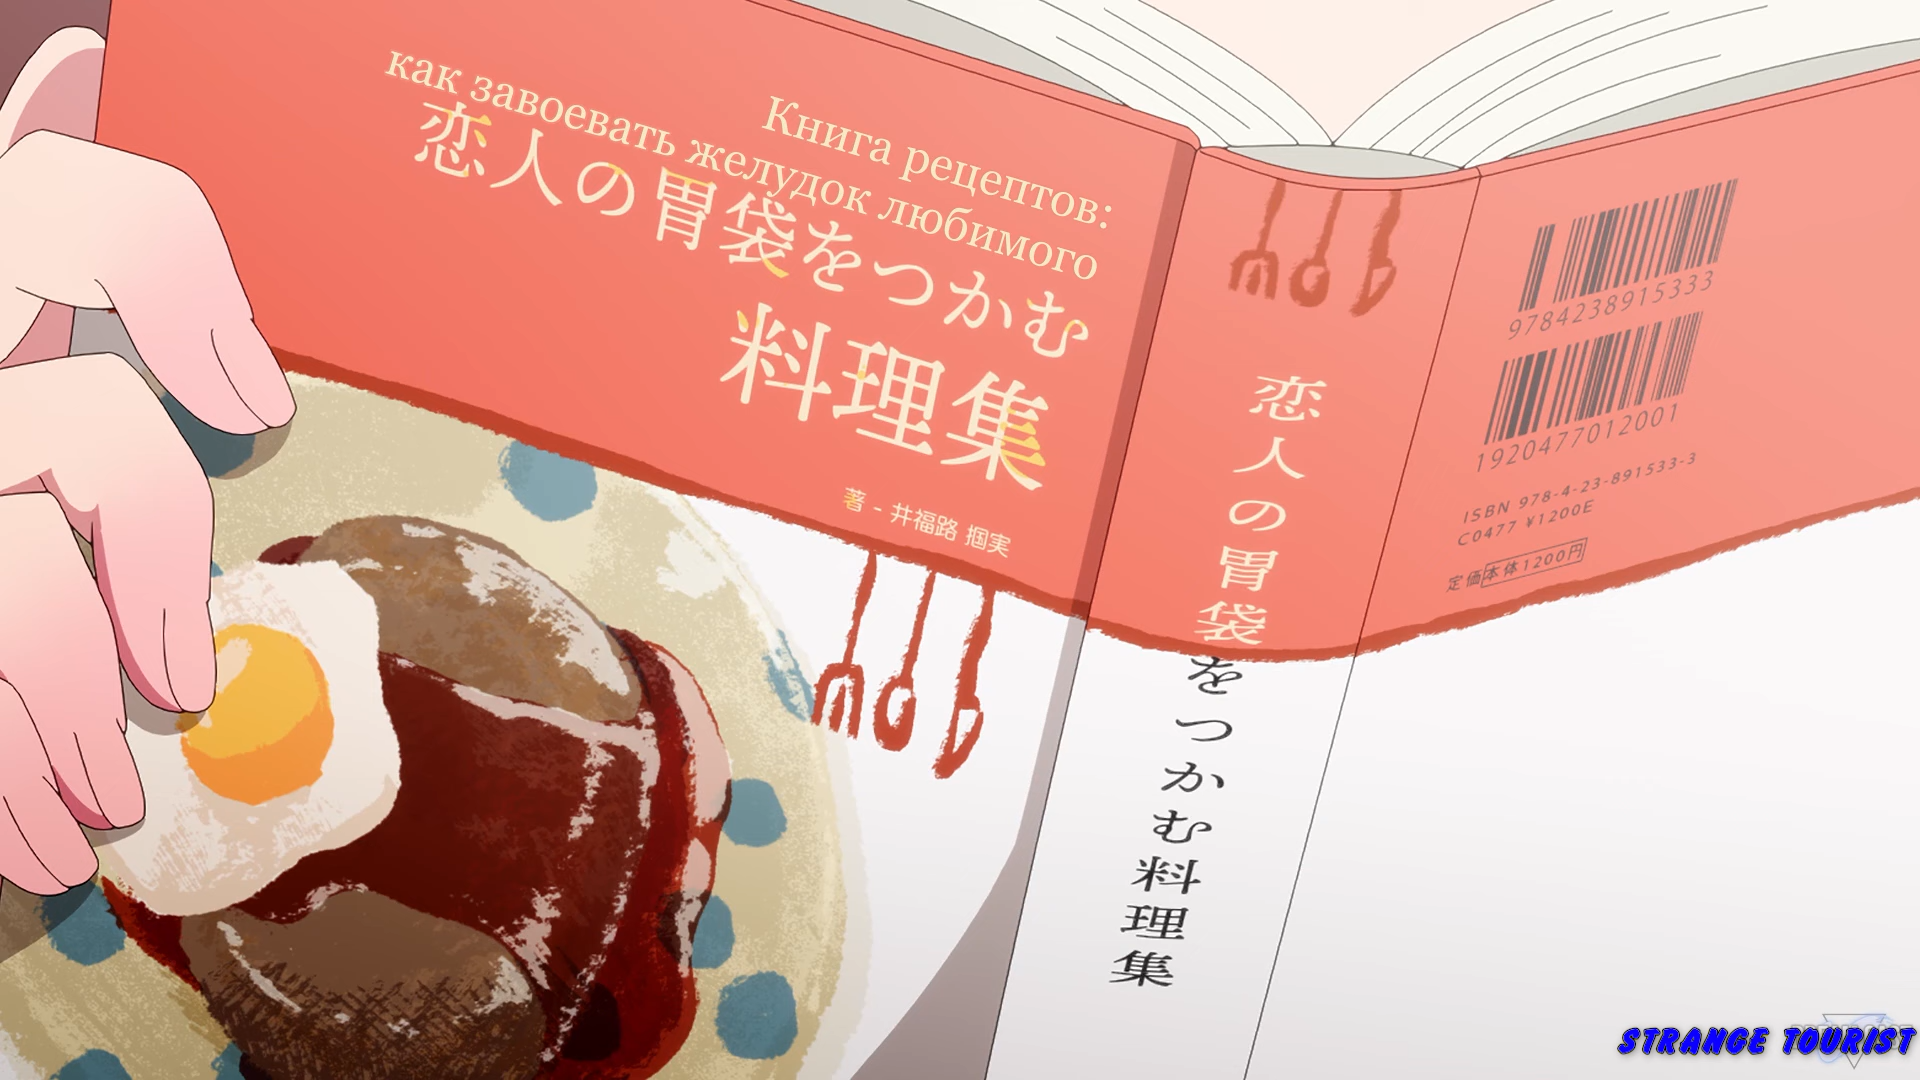 Книга рецептов:
как завоевать желудок любимого
恋人の胃袋をつかむ
料理集
著 - 井福路 掴実
恋人の胃袋をつかむ料理集
9784238915333
1920477012001
ISBN 978-4-23-891533-3
C0477 ¥1200E
定価本体1200円
STRANGE TOURIST